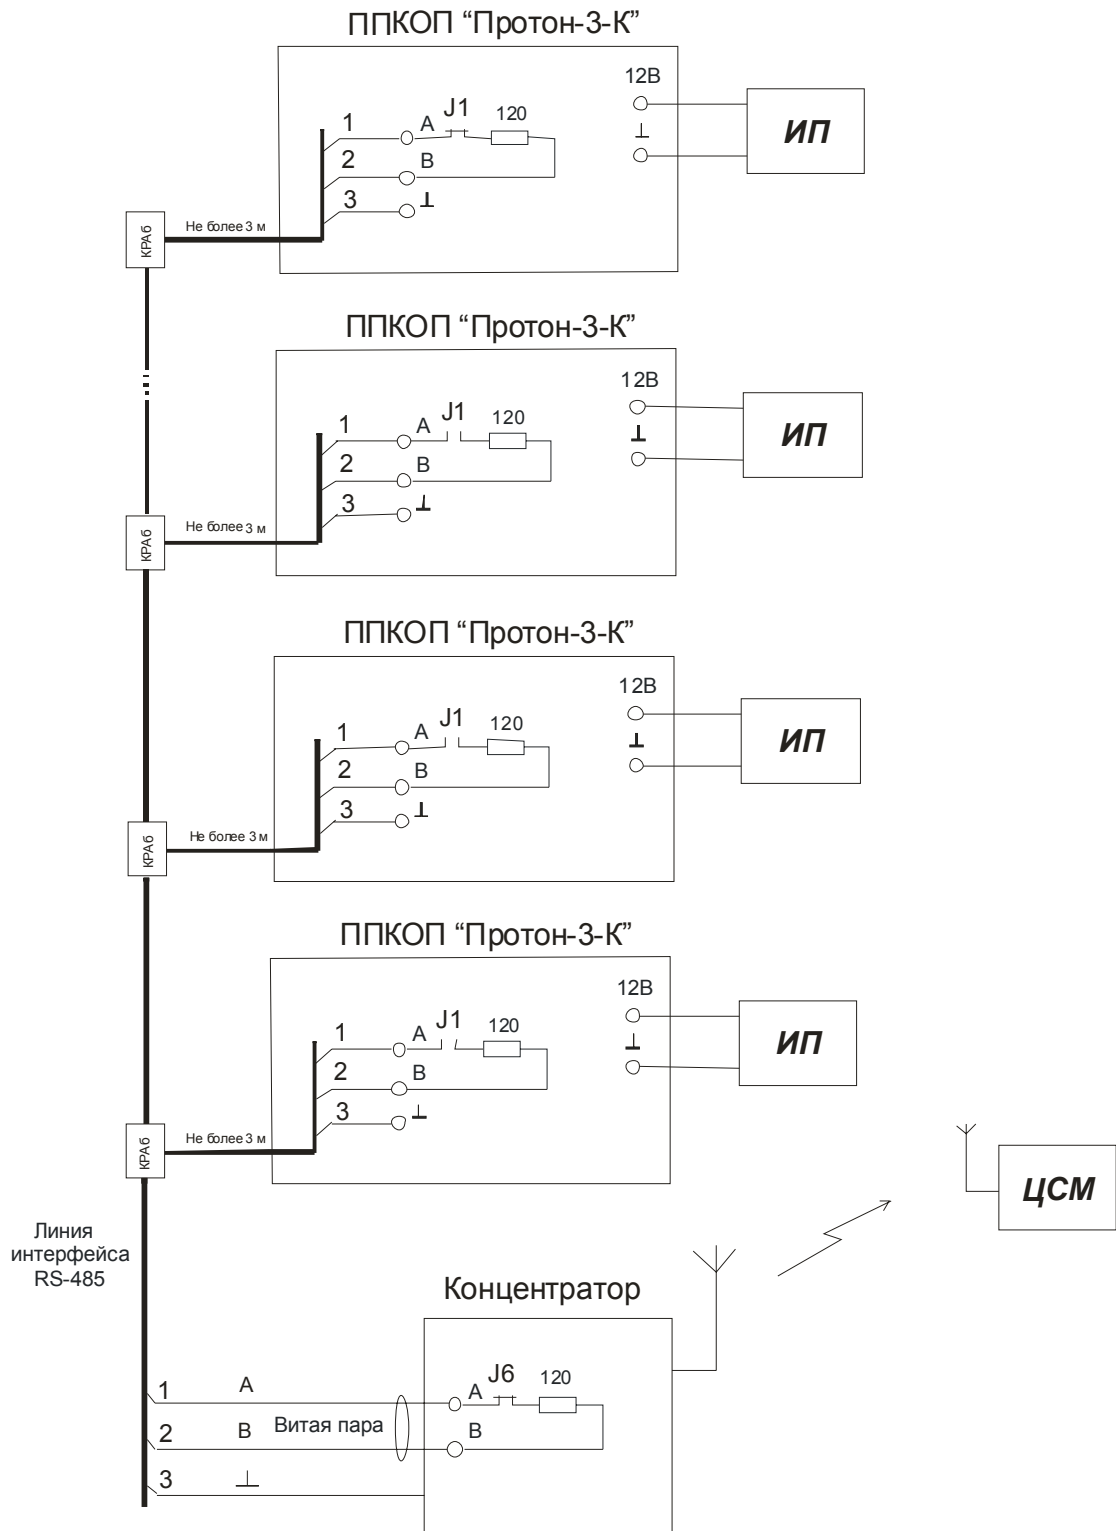 ППКОП “Протон-3-К”
12В
1
А
J1
120
2
В
3
ИП
КРАб
Не более 3 м
ППКОП “Протон-3-К”
12В
1
А
J1
120
2
В
3
ИП
КРАб
Не более 3 м
ППКОП “Протон-3-К”
12В
1
А
J1
120
2
В
3
ИП
КРАб
Не более 3 м
ППКОП “Протон-3-К”
12В
1
А
J1
120
2
В
3
ИП
КРАб
Не более 3 м
ЦСМ
Линия
интерфейса
RS-485
Концентратор
1
А
А
J6
120
2
В
Витая пара
В
3